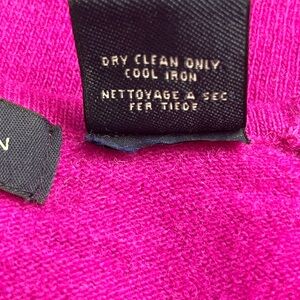 DRY CLEAN ONLY
COOL IRON
NETTOYAGE A SEC
FER TIEDE
N